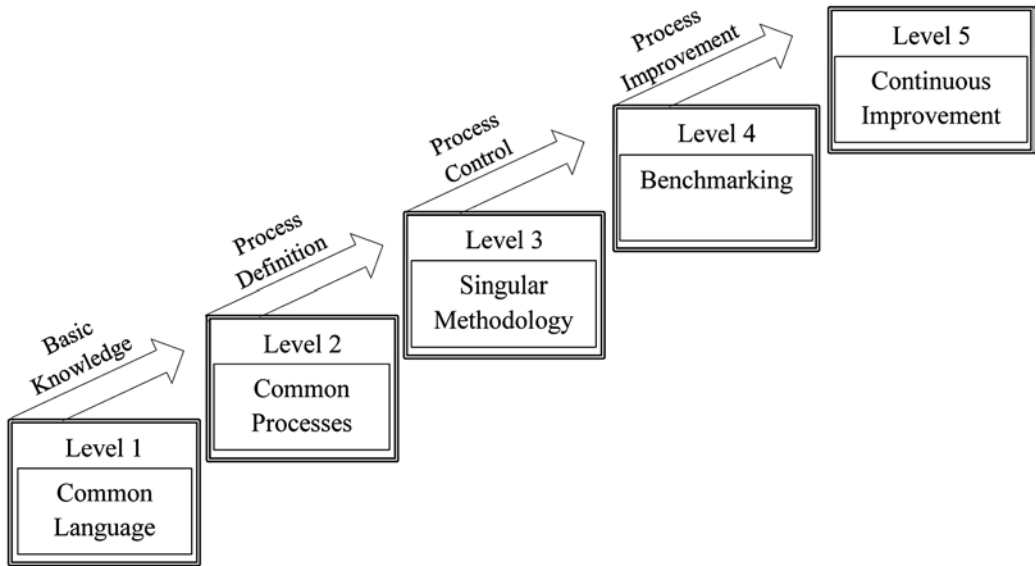 Basic
Knowledge
Level 1
Common
Language
Process
Definition
Level 2
Common
Processes
Process
Control
Level 3
Singular
Methodology
Process
Improvement
Level 4
Benchmarking
Level 5
Continuous
Improvement